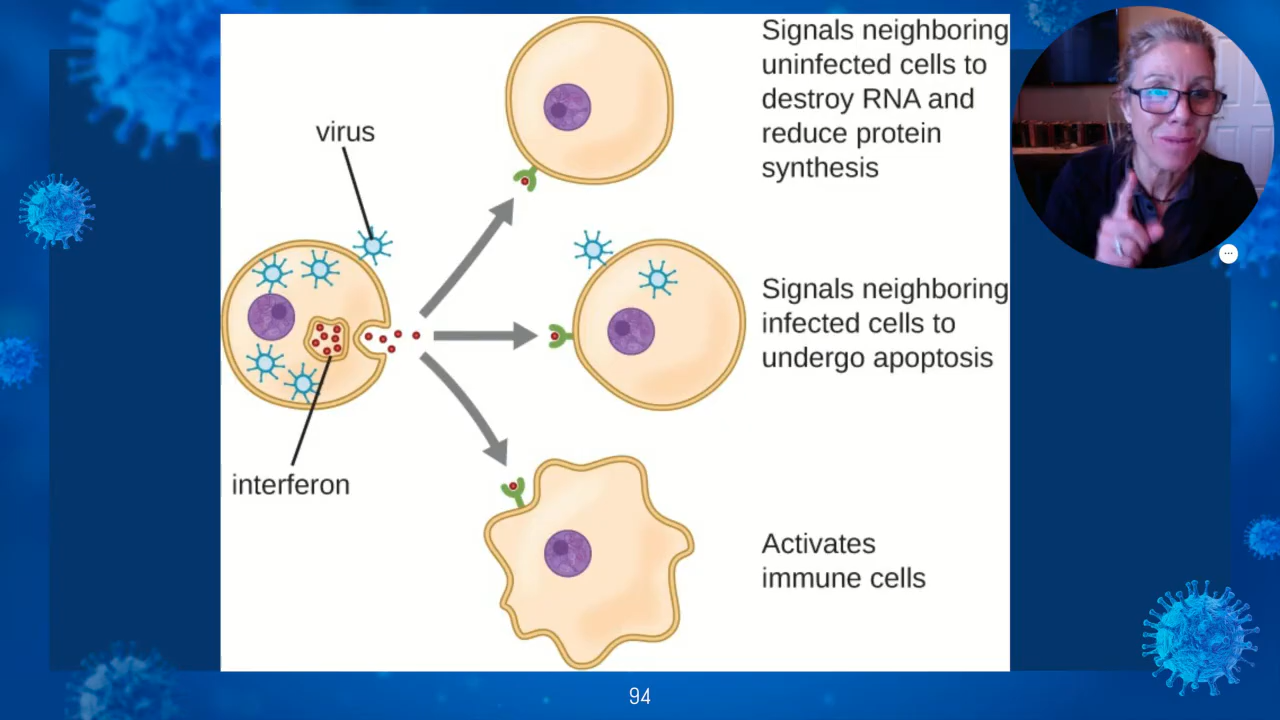 Signals neighboring
uninfected cells to
destroy RNA and
reduce protein
synthesis
virus
Signals neighboring
infected cells to
undergo apoptosis
interferon
Activates
immune cells
94